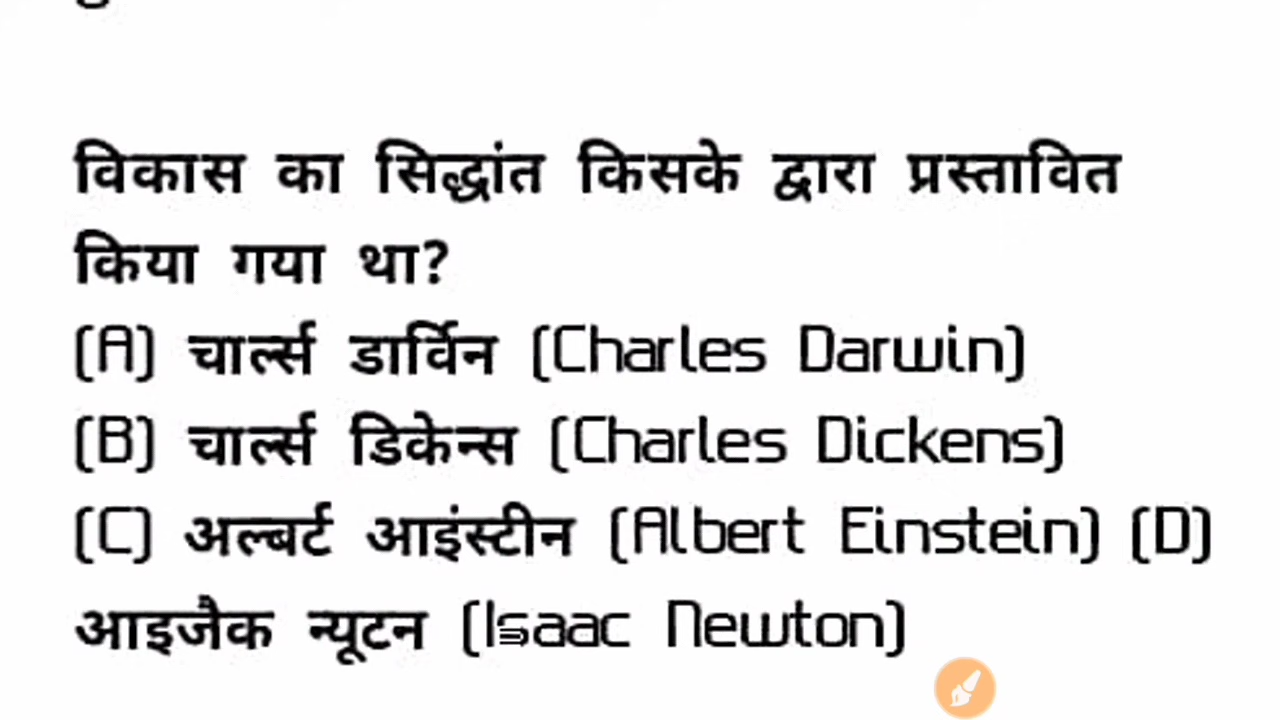 विकास का सिद्धांत किसके द्वारा प्रस्तावित
किया गया था?
(A) चार्ल्स डार्विन (Charles Darwin)
(B) चार्ल्स डिकेन्स (Charles Dickens)
(C) अल्बर्ट आइंस्टीन (Albert Einstein) (D)
आइजैक न्यूटन (Isaac Newton)